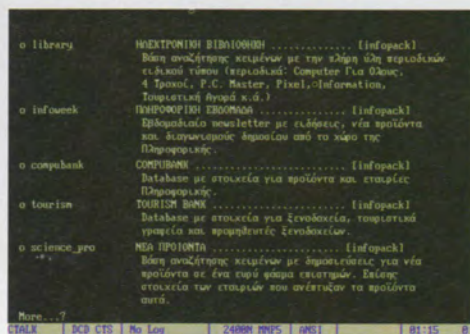 o library ΗΛΕΚΤΡΟΝΙΚΗ ΒΙΒΛΙΟΘΗΚΗ ............... [infopack]
Βάση αναζήτησης κειμένων με την πλήρη ύλη περιοδικών
ειδικού τύπου (περιοδικά: Computer Για Ολους,
4 Τροχοί, P.C. Master, Pixel, Information,
Τουριστική Αγορά κ.ά.)
o infoweek ΠΛΗΡΟΦΟΡΙΚΗ ΕΒΔΟΜΑΔΑ ................. [infopack]
Εβδομαδιαίο newsletter με ειδήσεις, νέα προϊόντα
και διαγωνισμούς δημοσίου από το χώρο της
Πληροφορικής.
o compubank COMPUBANK ............................ [infopack]
Database με στοιχεία για προϊόντα και εταιρίες
Πληροφορικής.
o tourism TOURISM BANK ......................... [infopack]
Database με στοιχεία για ξενοδοχεία, τουριστικά
γραφεία και προμηθευτές ξενοδοχείων.
o science_pro ΝΕΑ ΠΡΟΙΟΝΤΑ ......................... [infopack]
Βάση αναζήτησης κειμένων με δημοσιεύσεις για νέα
προϊόντα σε ένα ευρύ φάσμα επιστημών. Επίσης
στοιχεία των εταιριών που ανέπτυξαν τα προϊόντα
αυτά.
More...?
CTALK | DCD CTS | No Log | 2400N MNP5 | ANSI | | 01:15